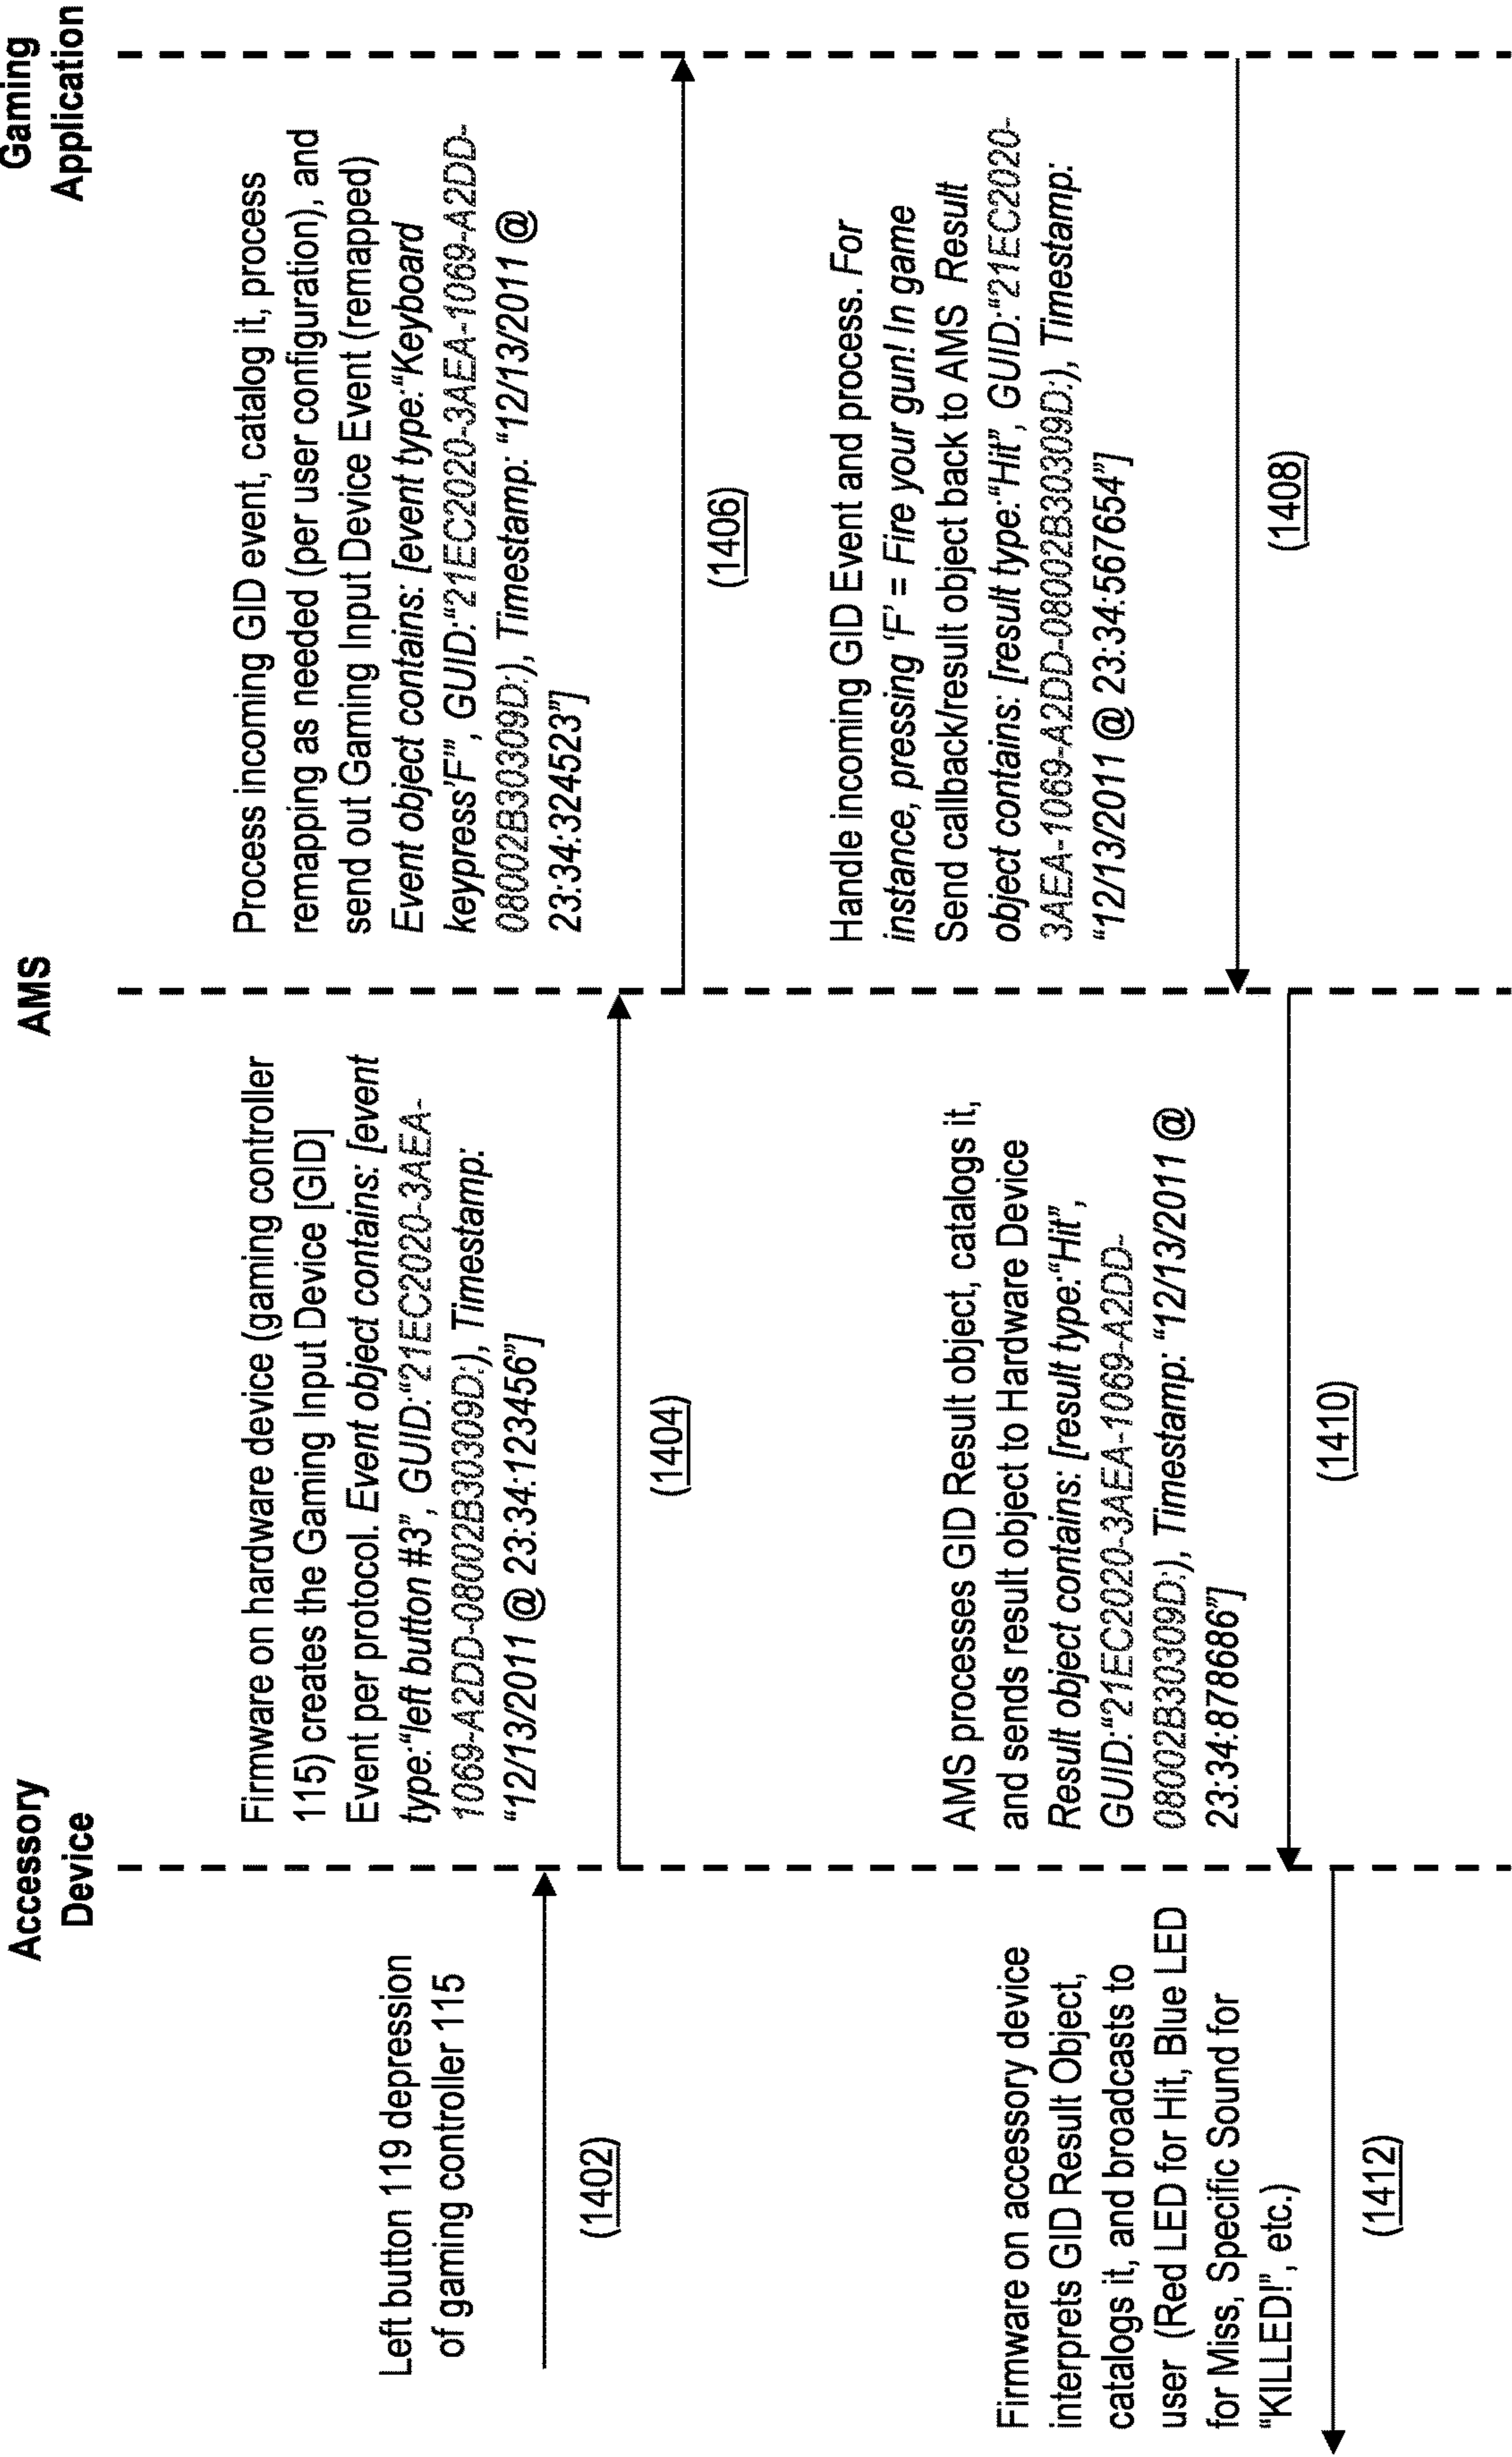 Accessory
Device
AMS
Gaming
Application
Left button 119 depression
of gaming controller 115
(1402)
Firmware on hardware device (gaming controller
115) creates the Gaming Input Device [GID]
Event per protocol. Event object contains: [event
type:“left button #3”, GUID:“21EC2020-3AEA-
1069-A2DD-08002B30309D:), Timestamp:
“12/13/2011 @ 23:34:123456”]
(1404)
Process incoming GID event, catalog it, process
remapping as needed (per user configuration), and
send out Gaming Input Device Event (remapped)
Event object contains: [event type:“Keyboard
keypress‘F’”, GUID:“21EC2020-3AEA-1069-A2DD-
08002B30309D:), Timestamp: “12/13/2011 @
23:34:324523”]
(1406)
Handle incoming GID Event and process. For
instance, pressing ‘F’ = Fire your gun! In game
Send callback/result object back to AMS Result
object contains: [result type:“Hit”, GUID:“21EC2020-
3AEA-1069-A2DD-08002B30309D:), Timestamp:
“12/13/2011 @ 23:34:567654”]
(1408)
AMS processes GID Result object, catalogs it,
and sends result object to Hardware Device
Result object contains: [result type:“Hit”,
GUID:“21EC2020-3AEA-1069-A2DD-
08002B30309D:), Timestamp: “12/13/2011 @
23:34:878686”]
(1410)
Firmware on accessory device
interprets GID Result Object,
catalogs it, and broadcasts to
user (Red LED for Hit, Blue LED
for Miss, Specific Sound for
“KILLED!”, etc.)
(1412)